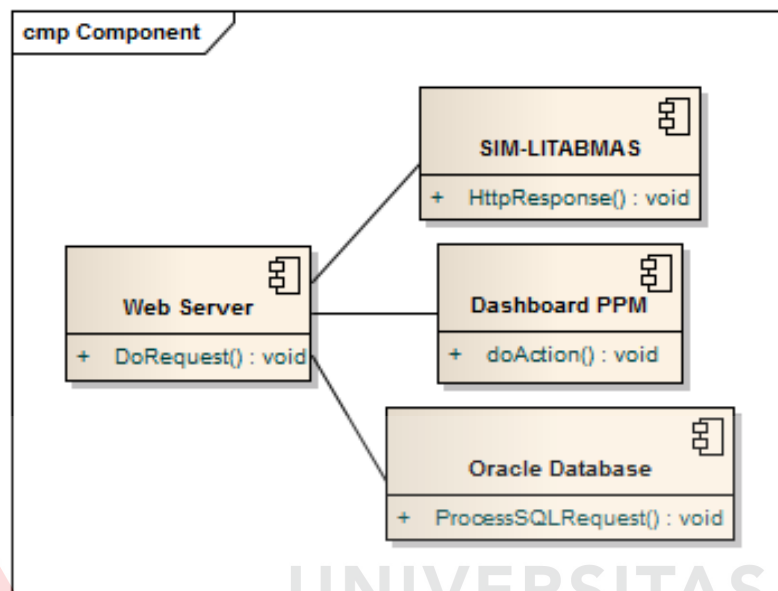 cmp Component
SIM-LITABMAS
+ HttpResponse() : void
Web Server
+ DoRequest() : void
Dashboard PPM
+ doAction() : void
Oracle Database
+ ProcessSQLRequest() : void
UNIVERSITAS